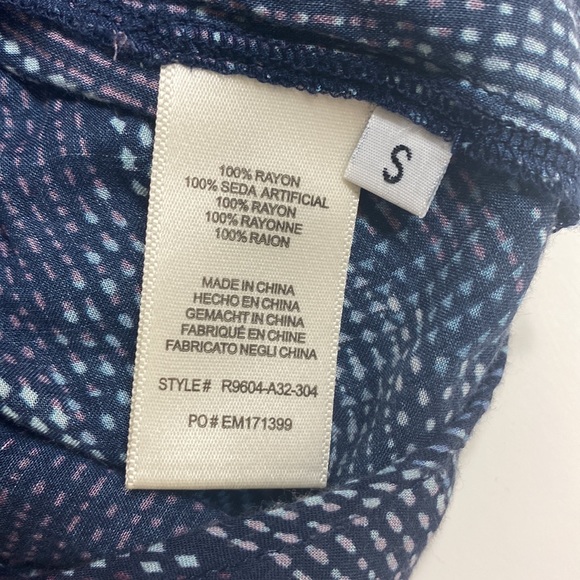 100% RAYON
100% SEDA ARTIFICIAL
100% RAYON
100% RAYONNE
100% RAION
MADE IN CHINA
HECHO EN CHINA
GEMACHT IN CHINA
FABRIQUÉ EN CHINE
FABRICATO NEGLI CHINA
STYLE# R9604-A32-304
PO# EM171399
S